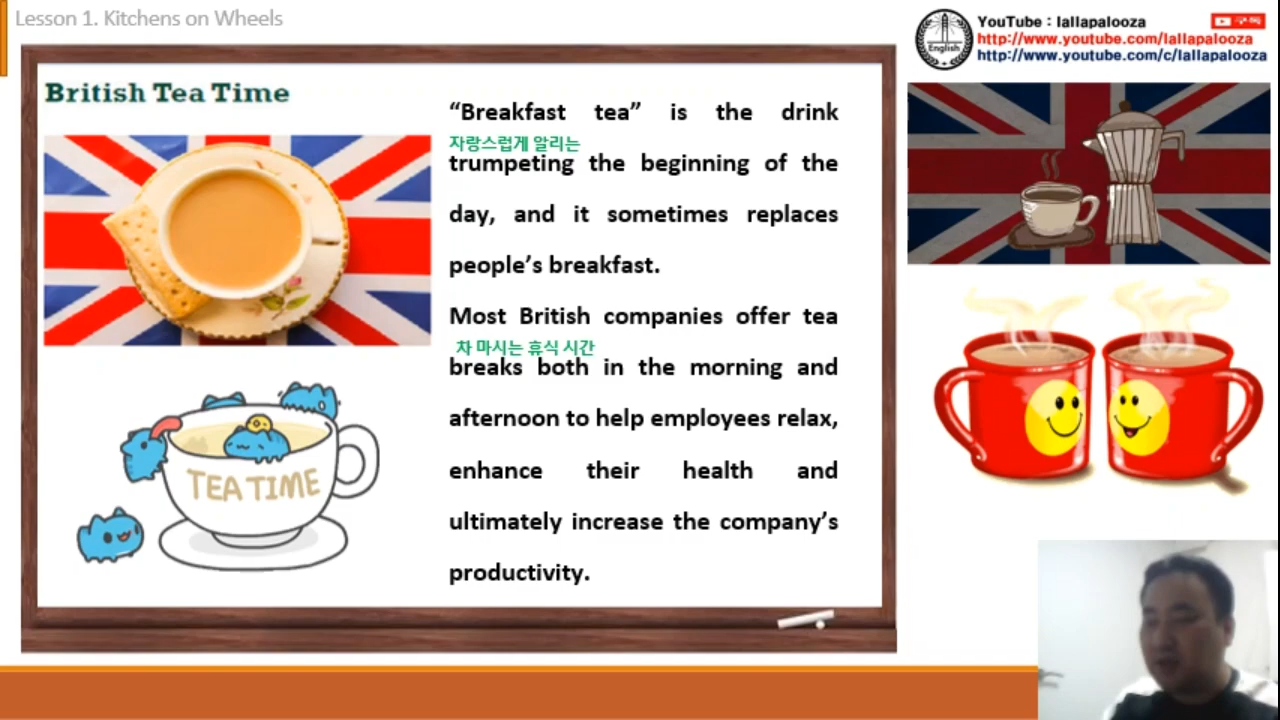 Lesson 1. Kitchens on Wheels
British Tea Time
“Breakfast tea” is the drink
자랑스럽게 알리는
trumpeting the beginning of the
day, and it sometimes replaces
people’s breakfast.
Most British companies offer tea
차 마시는 휴식 시간
breaks both in the morning and
afternoon to help employees relax,
enhance their health and
ultimately increase the company’s
productivity.
TEA TIME
English
YouTube : lallapalooza
구독
http://www.youtube.com/lallapalooza
http://www.youtube.com/c/lallapalooza